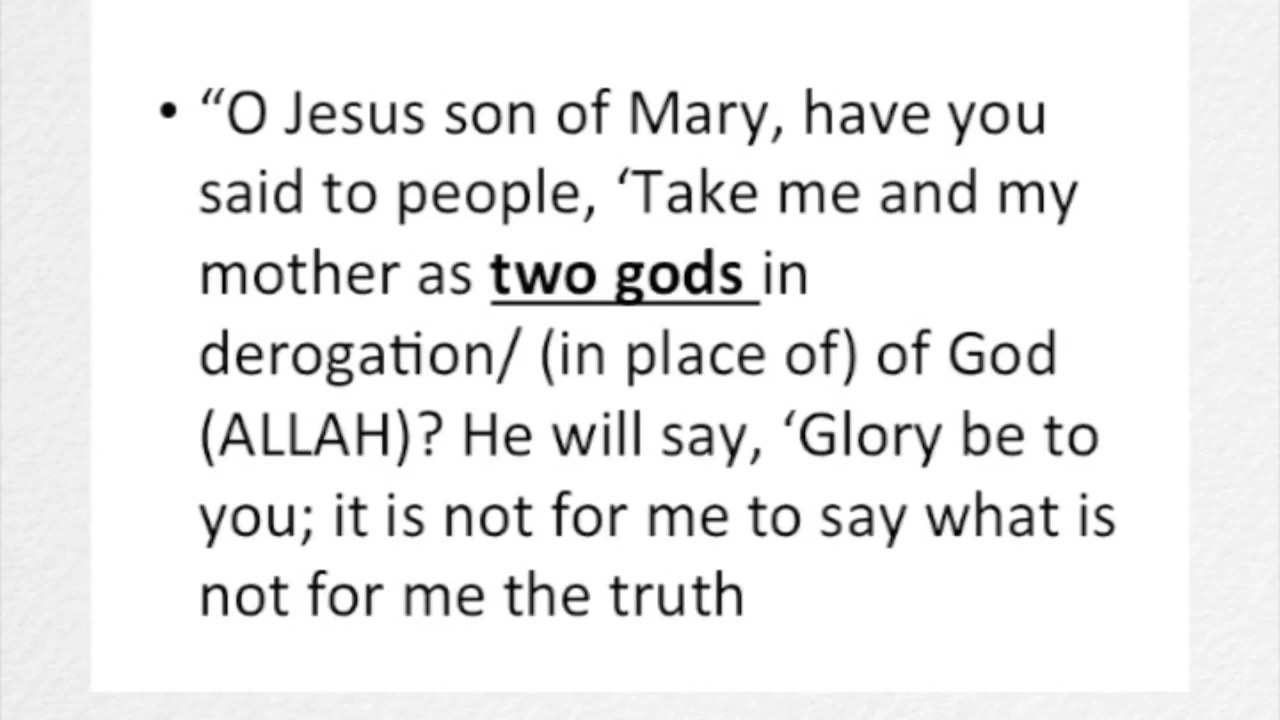 • “O Jesus son of Mary, have you
said to people, ‘Take me and my
mother as two gods in
derogation/ (in place of) of God
(ALLAH)? He will say, ‘Glory be to
you; it is not for me to say what is
not for me the truth